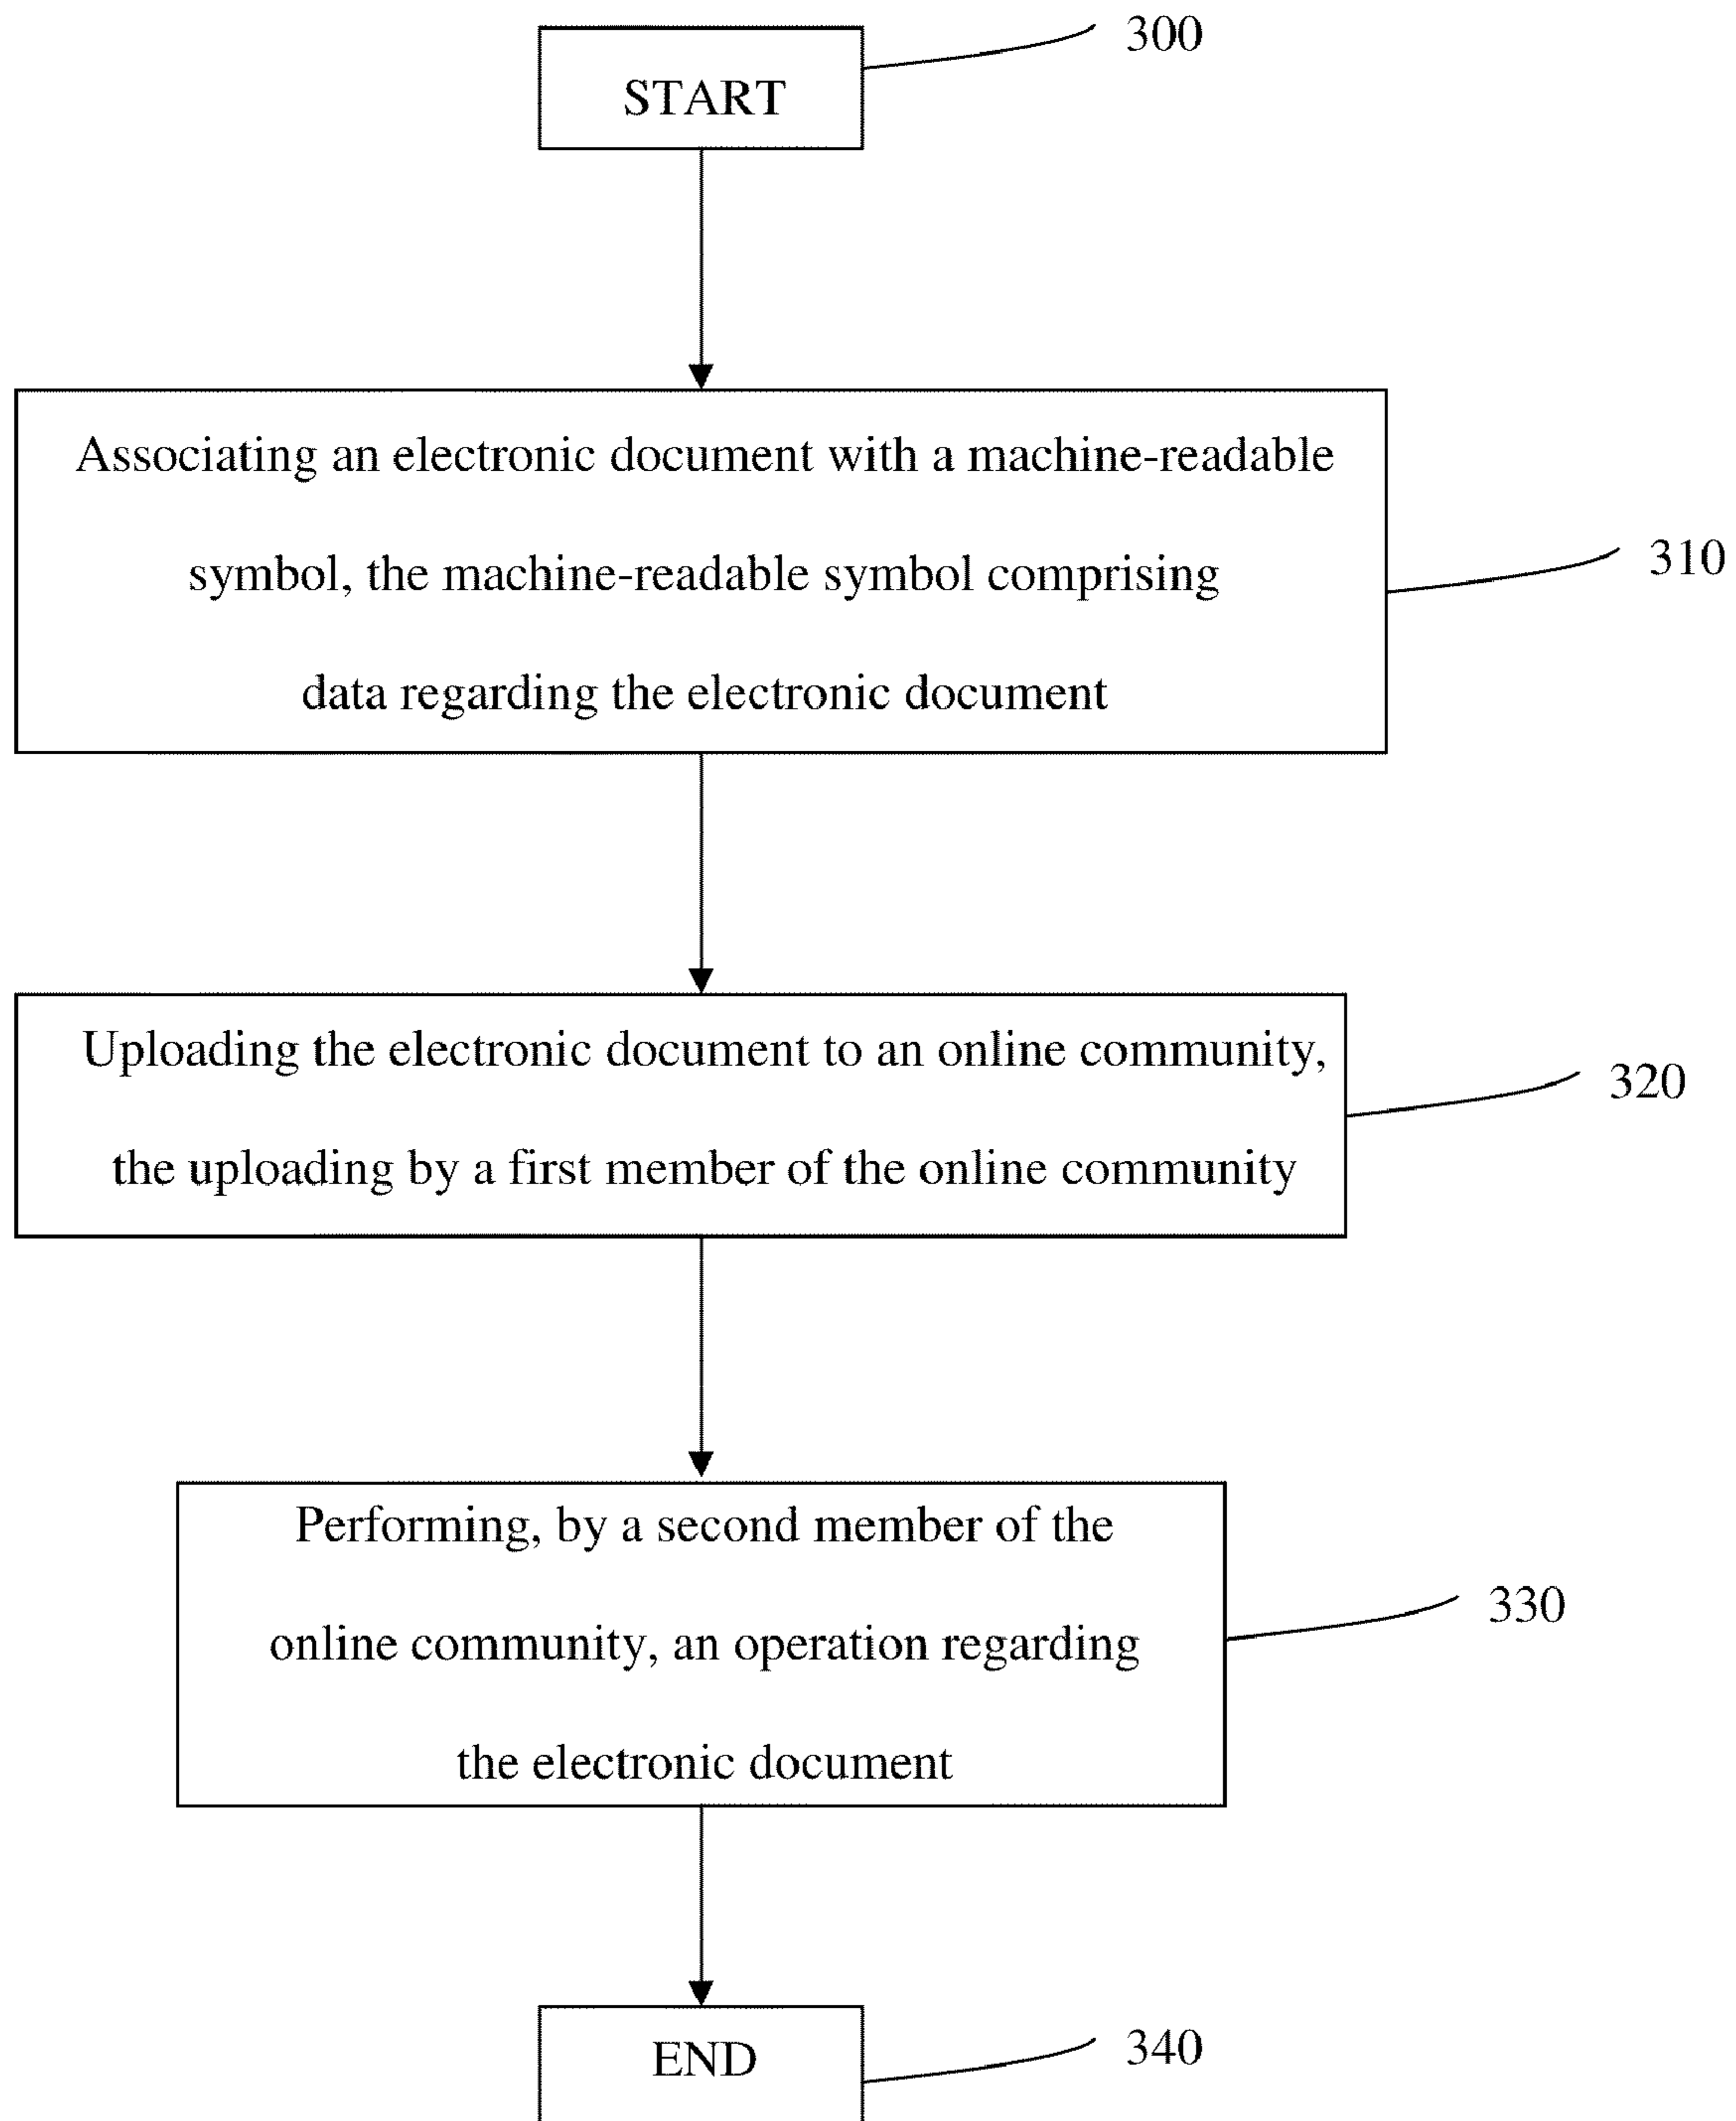 300
START
Associating an electronic document with a machine-readable
symbol, the machine-readable symbol comprising
310
data regarding the electronic document
Uploading the electronic document to an online community,
320
the uploading by a first member of the online community
Performing, by a second member of the
330
online community, an operation regarding
the electronic document
END
340